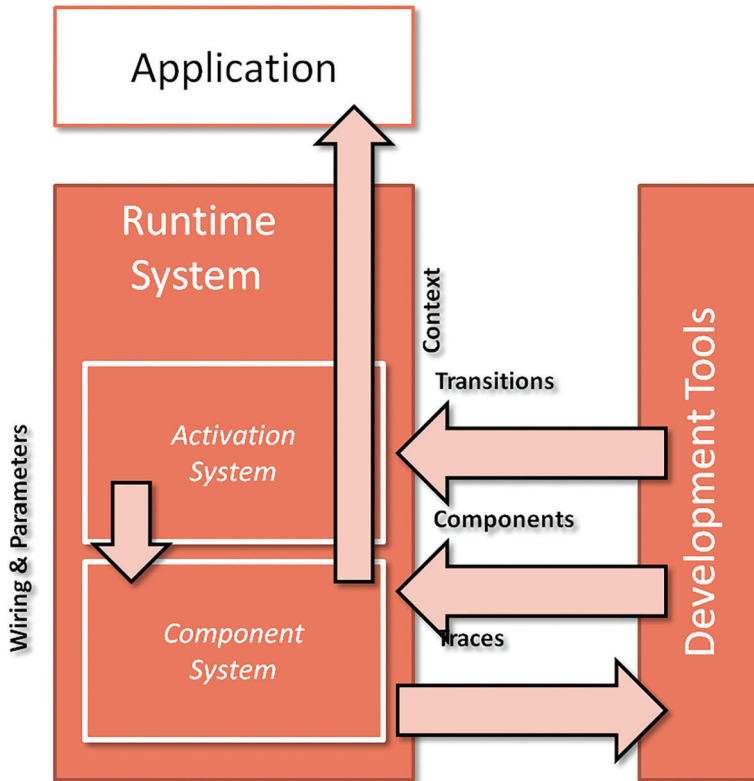 Application
Runtime
System
Context
Transitions
Activation
System
Wiring & Parameters
Components
Component
System
Traces
Development Tools